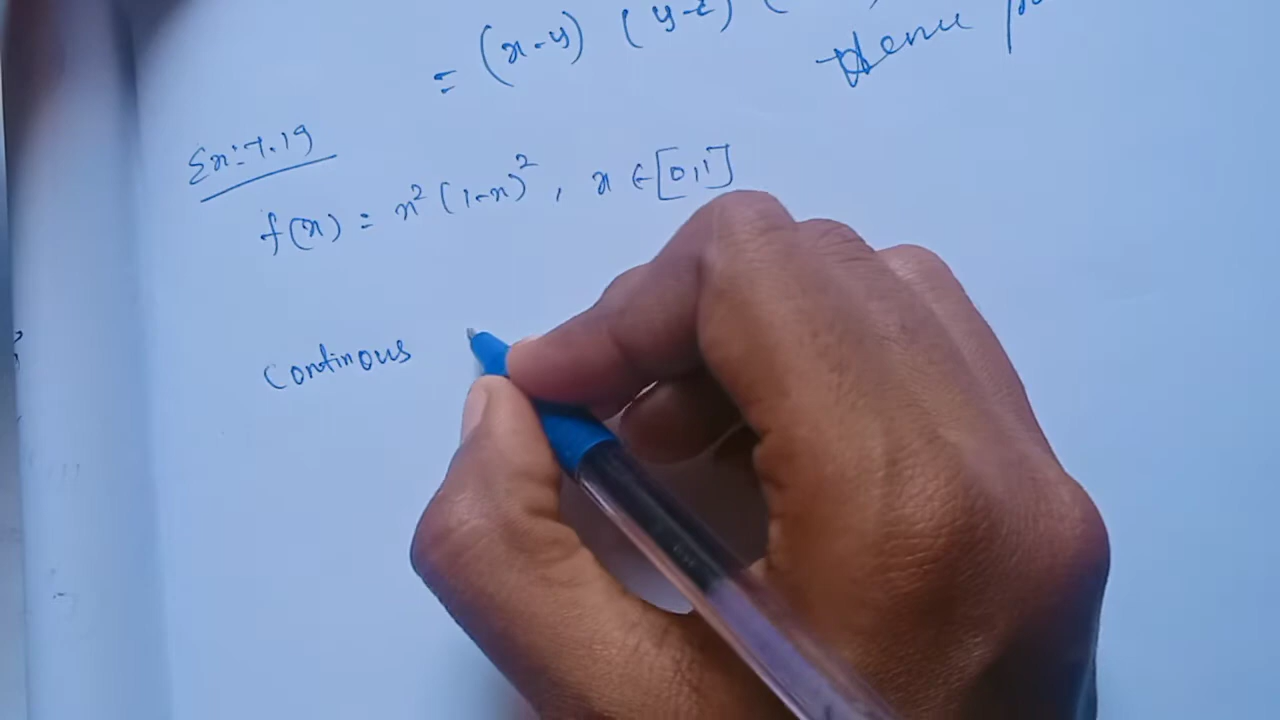 = (x-y) (y-z) (
Hence
Ex:7.19
f(x) = x² (1-x)², x ∈ [0,1]
Continous